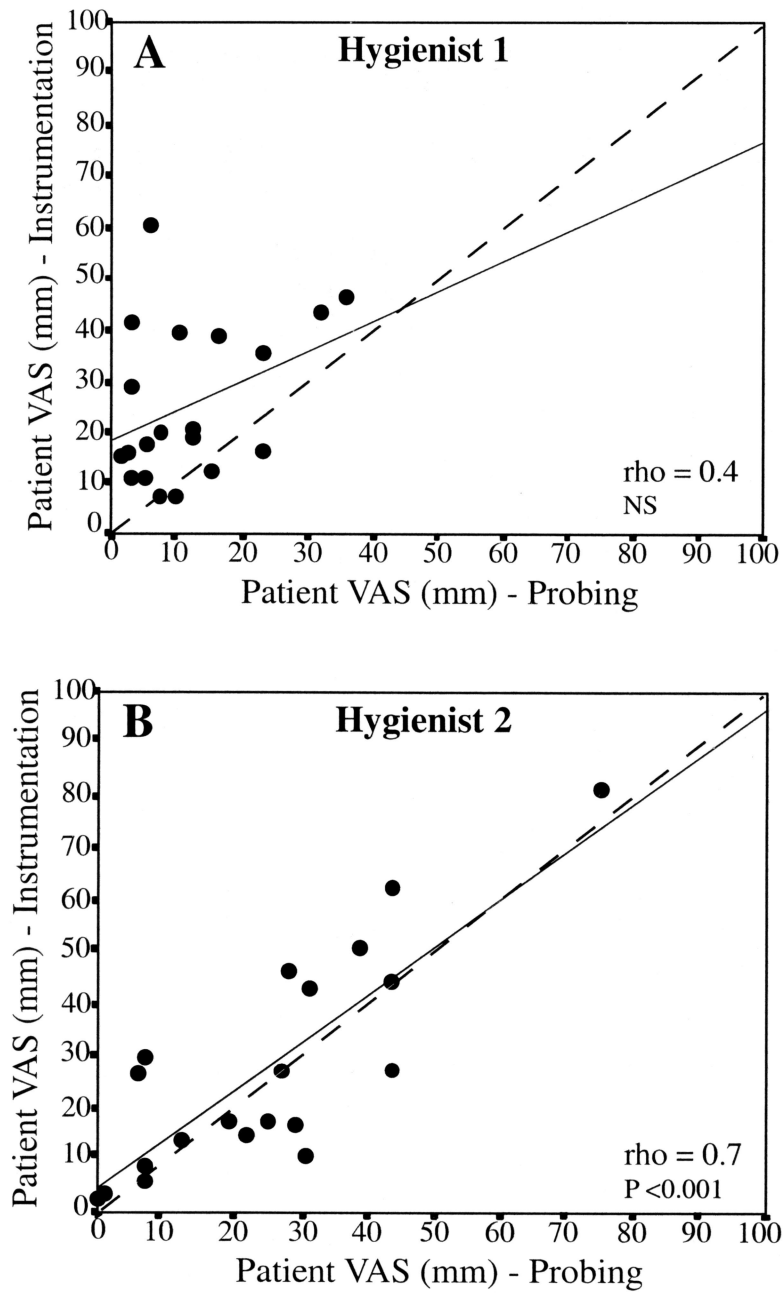 A
Hygienist 1
Patient VAS (mm) - Instrumentation
100
90
80
70
60
50
40
30
20
10
0
rho = 0.4
NS
0 10 20 30 40 50 60 70 80 90 100
Patient VAS (mm) - Probing
B
Hygienist 2
Patient VAS (mm) - Instrumentation
100
90
80
70
60
50
40
30
20
10
0
rho = 0.7
P <0.001
0 10 20 30 40 50 60 70 80 90 100
Patient VAS (mm) - Probing